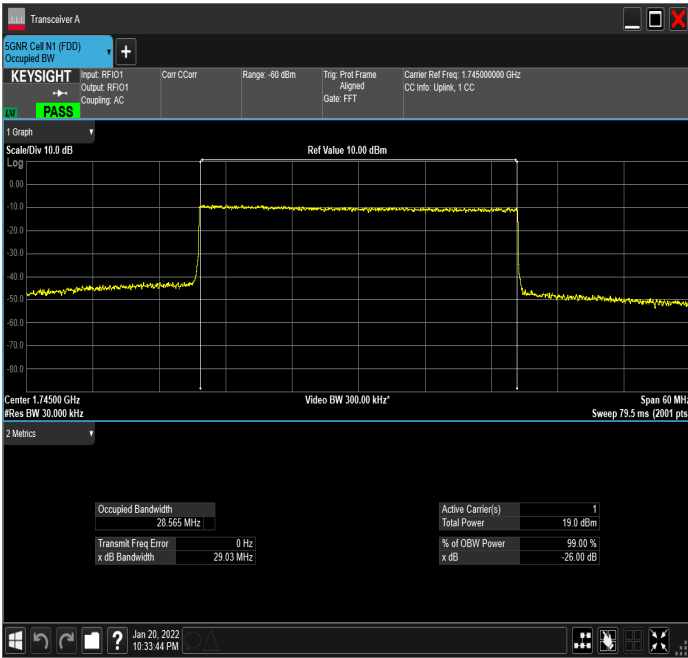 Transceiver A
5GNR Cell N1 (FDD)
Occupied BW
KEYSIGHT
Input: RFIO1
Output: RFIO1
Coupling: AC
Corr CCorr
Range: -60 dBm
Trig: Prot Frame
Aligned
Gate: FFT
Carrier Ref Freq: 1.745000000 GHz
CC Info: Uplink, 1 CC
LXI
PASS
1 Graph
Scale/Div 10.0 dB
Ref Value 10.00 dBm
Log
0.00
-10.0
-20.0
-30.0
-40.0
-50.0
-60.0
-70.0
-80.0
Center 1.74500 GHz
Video BW 300.00 kHz*
Span 60 MHz
#Res BW 30.000 kHz
Sweep 79.5 ms (2001 pts
2 Metrics
Occupied Bandwidth
28.565 MHz
Transmit Freq Error 0 Hz
x dB Bandwidth 29.03 MHz
Active Carrier(s) 1
Total Power 19.0 dBm
% of OBW Power 99.00 %
x dB -26.00 dB
?
Jan 20, 2022
10:33:44 PM